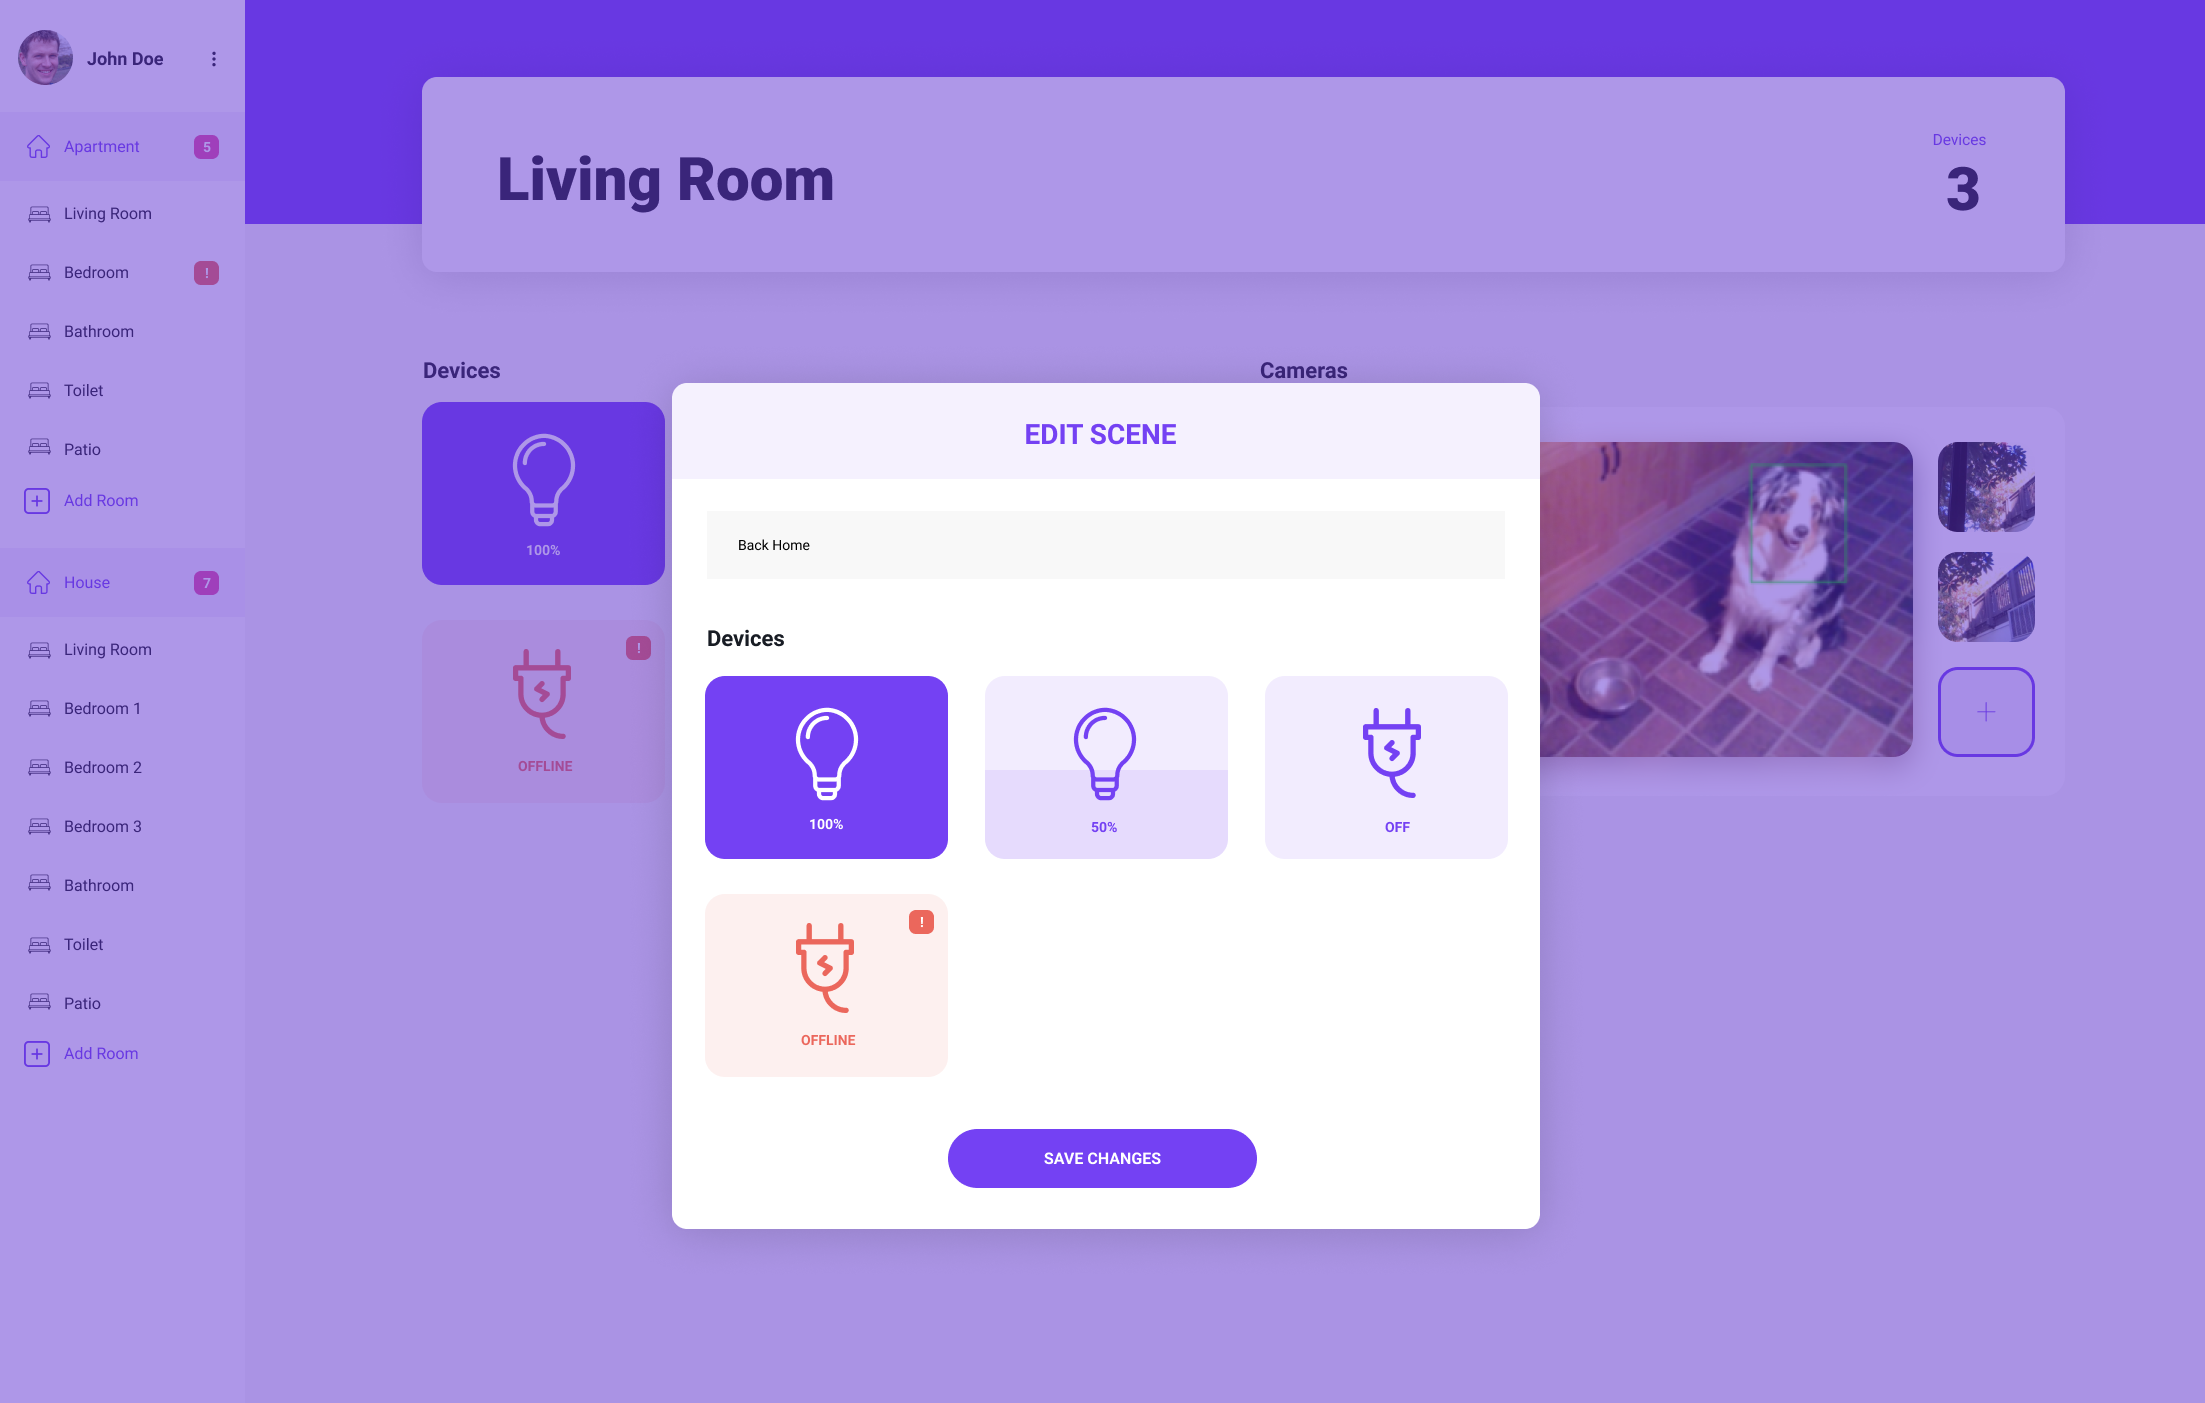 John Doe
Apartment 5
Living Room
Bedroom !
Bathroom
Toilet
Patio
Add Room
House 7
Living Room
Bedroom 1
Bedroom 2
Bedroom 3
Bathroom
Toilet
Patio
Add Room
Living Room
Devices
3
Devices
100%
!
OFFLINE
Cameras
EDIT SCENE
Back Home
Devices
100%
50%
OFF
!
OFFLINE
SAVE CHANGES